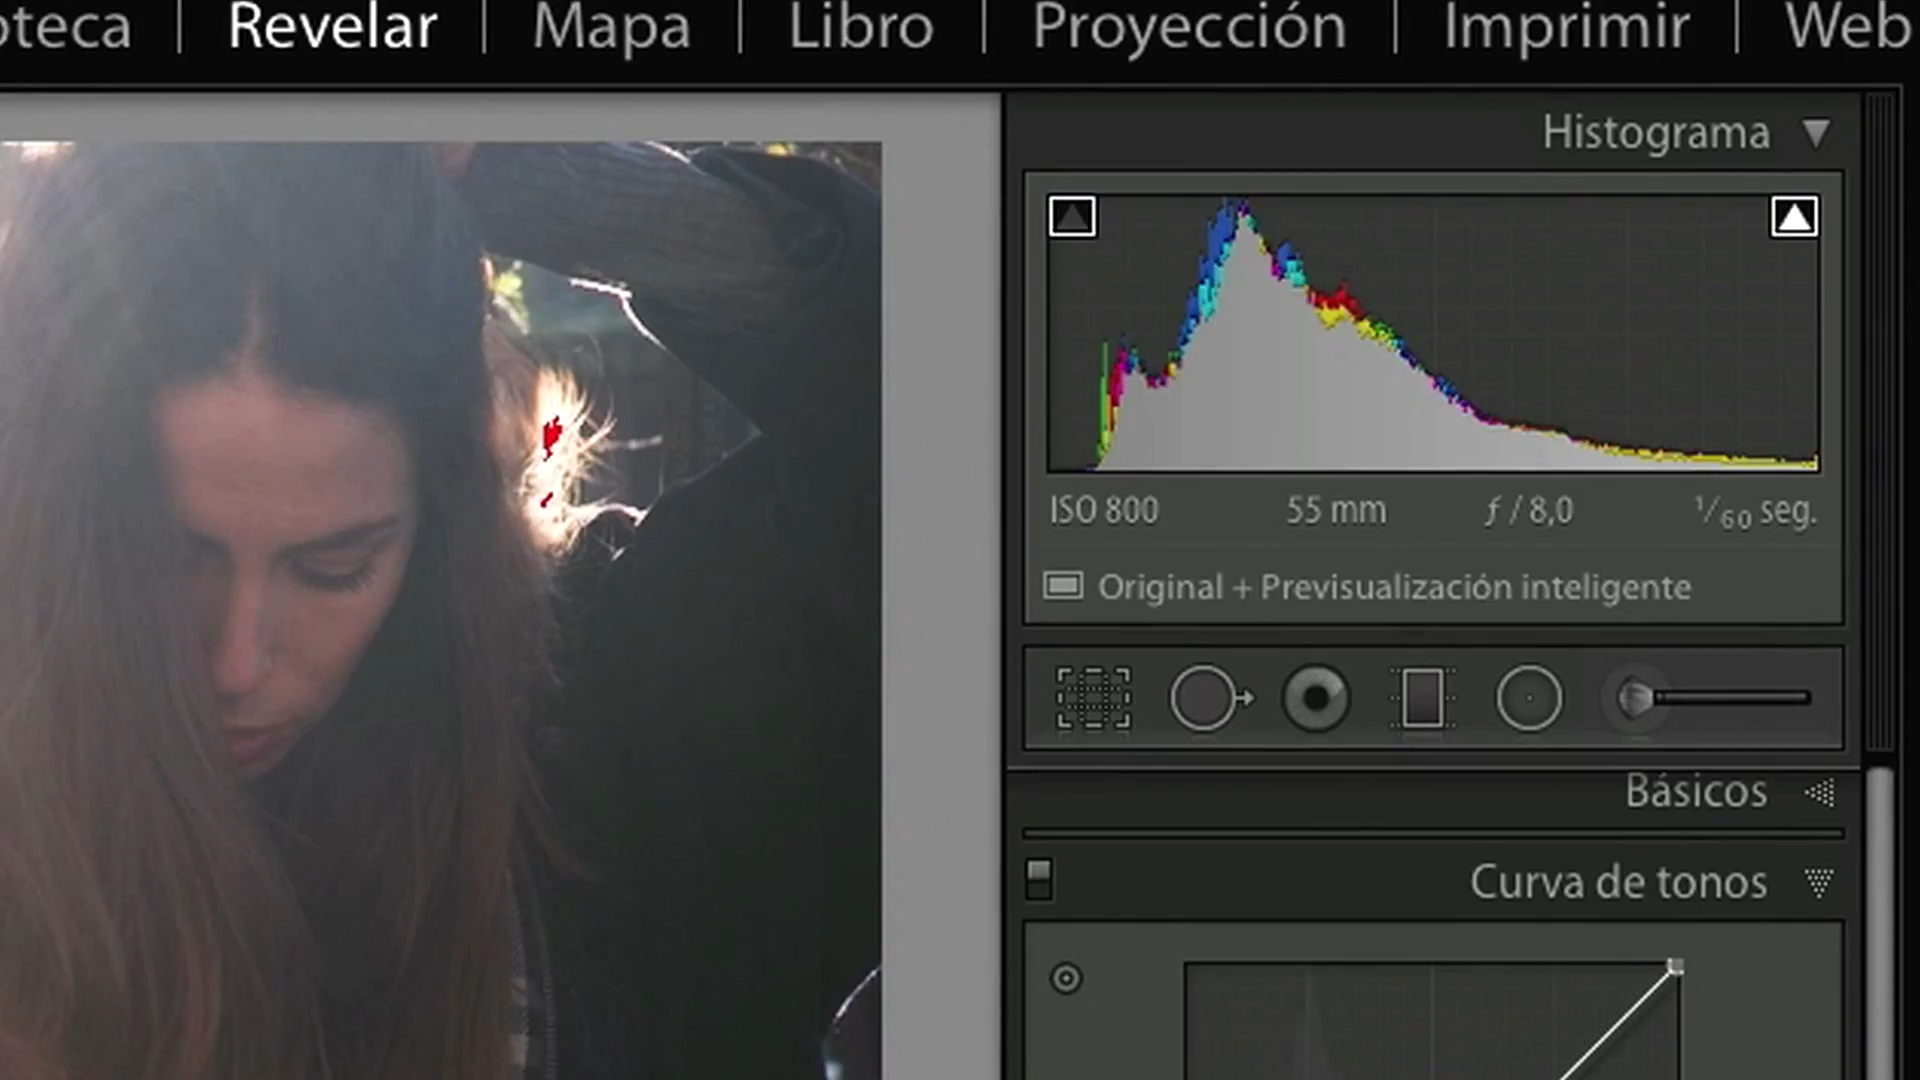 Revelar | Mapa | Libro | Proyección | Imprimir | Web
Histograma
ISO 800 55 mm ƒ / 8,0 1/60 seg.
Original + Previsualización inteligente
Básicos
Curva de tonos